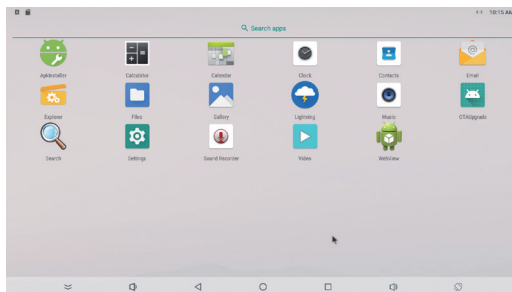 10:15 AM
Search apps
ApkInstaller
Calculator
Calendar
Clock
Contacts
Email
Explorer
Files
Gallery
Lightning
Music
OTAUpgrade
Search
Settings
Sound Recorder
Video
WebView